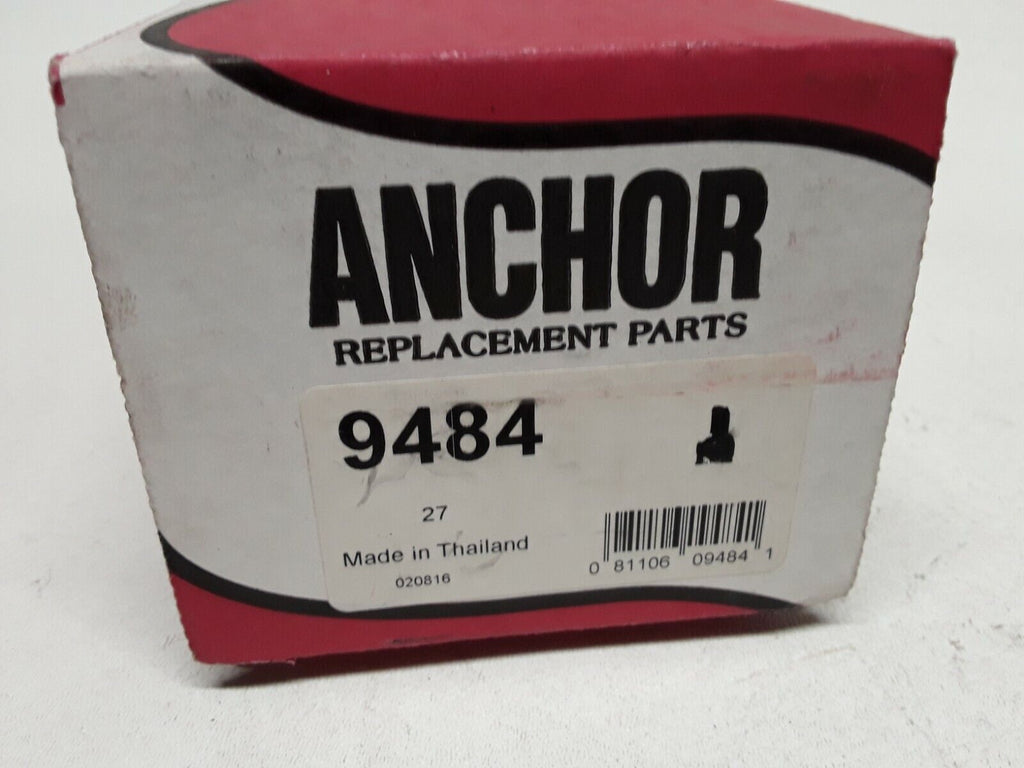 ANCHOR
REPLACEMENT PARTS
9484
27
Made in Thailand
020816
0 81106 09484 1